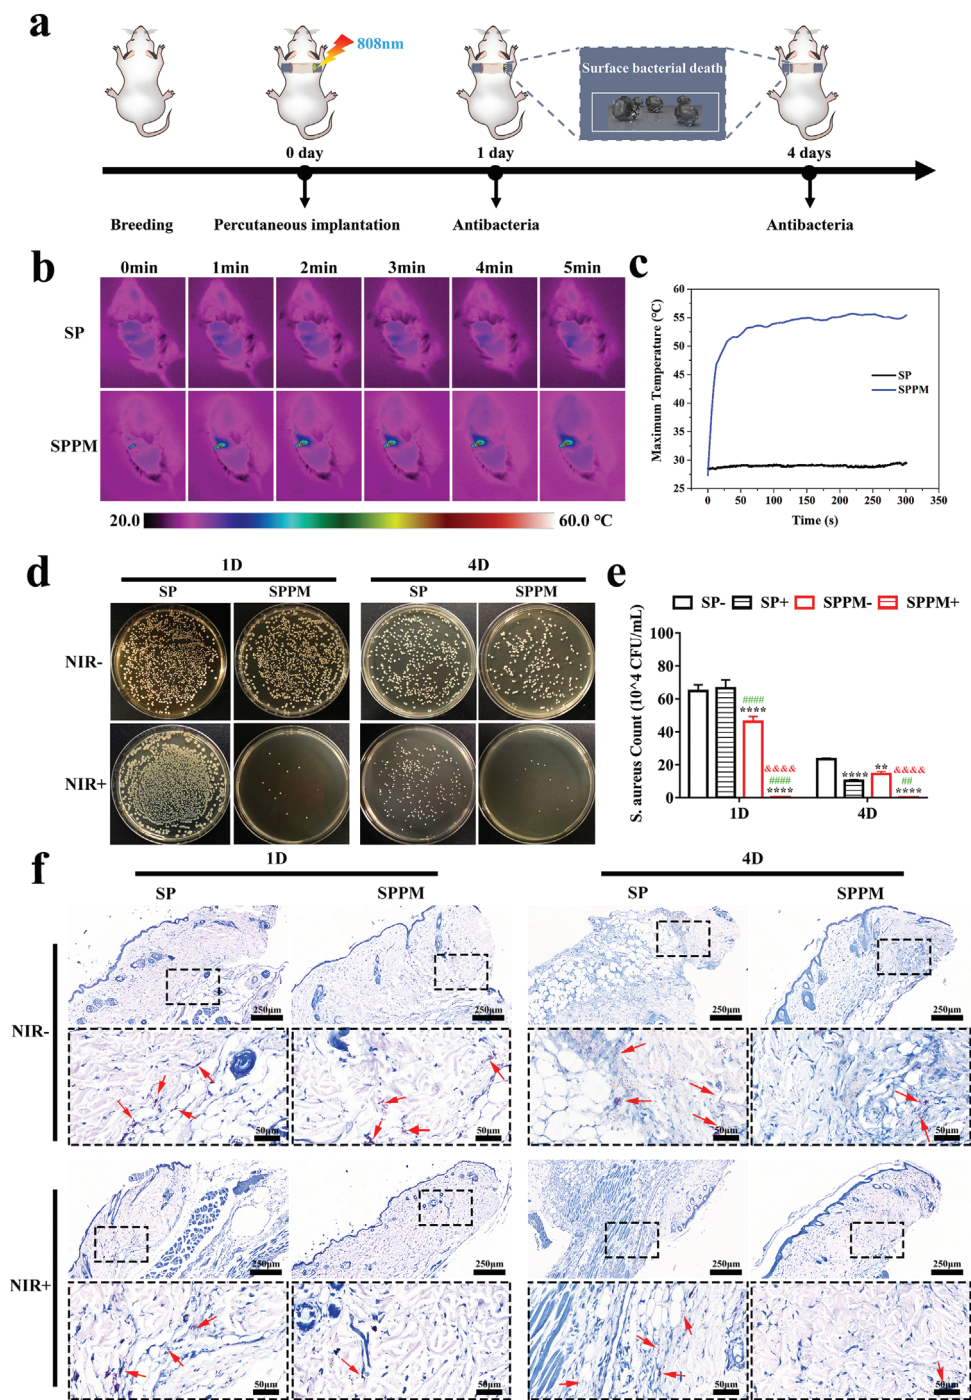 a
808nm
Surface bacterial death
0 day
1 day
4 days
Breeding
Percutaneous implantation
Antibacteria
Antibacteria
b
0min 1min 2min 3min 4min 5min
SP
SPPM
20.0
60.0 ℃
c
Maximum Temperature (℃)
60
55
50
45
40
35
30
25
SP
SPPM
0 50 100 150 200 250 300 350
Time (s)
d
1D
4D
SP
SPPM
SP
SPPM
NIR-
NIR+
e
SP-
SP+
SPPM-
SPPM+
S. aureus Count (10^4 CFU/mL)
100
80
60
40
20
0
####
****
&&&&
####
****
****
**
&&&&
##
****
1D
4D
f
1D
4D
SP
SPPM
SP
SPPM
NIR-
250μm
250μm
250μm
250μm
50μm
50μm
50μm
50μm
NIR+
250μm
250μm
250μm
250μm
50μm
50μm
50μm
50μm